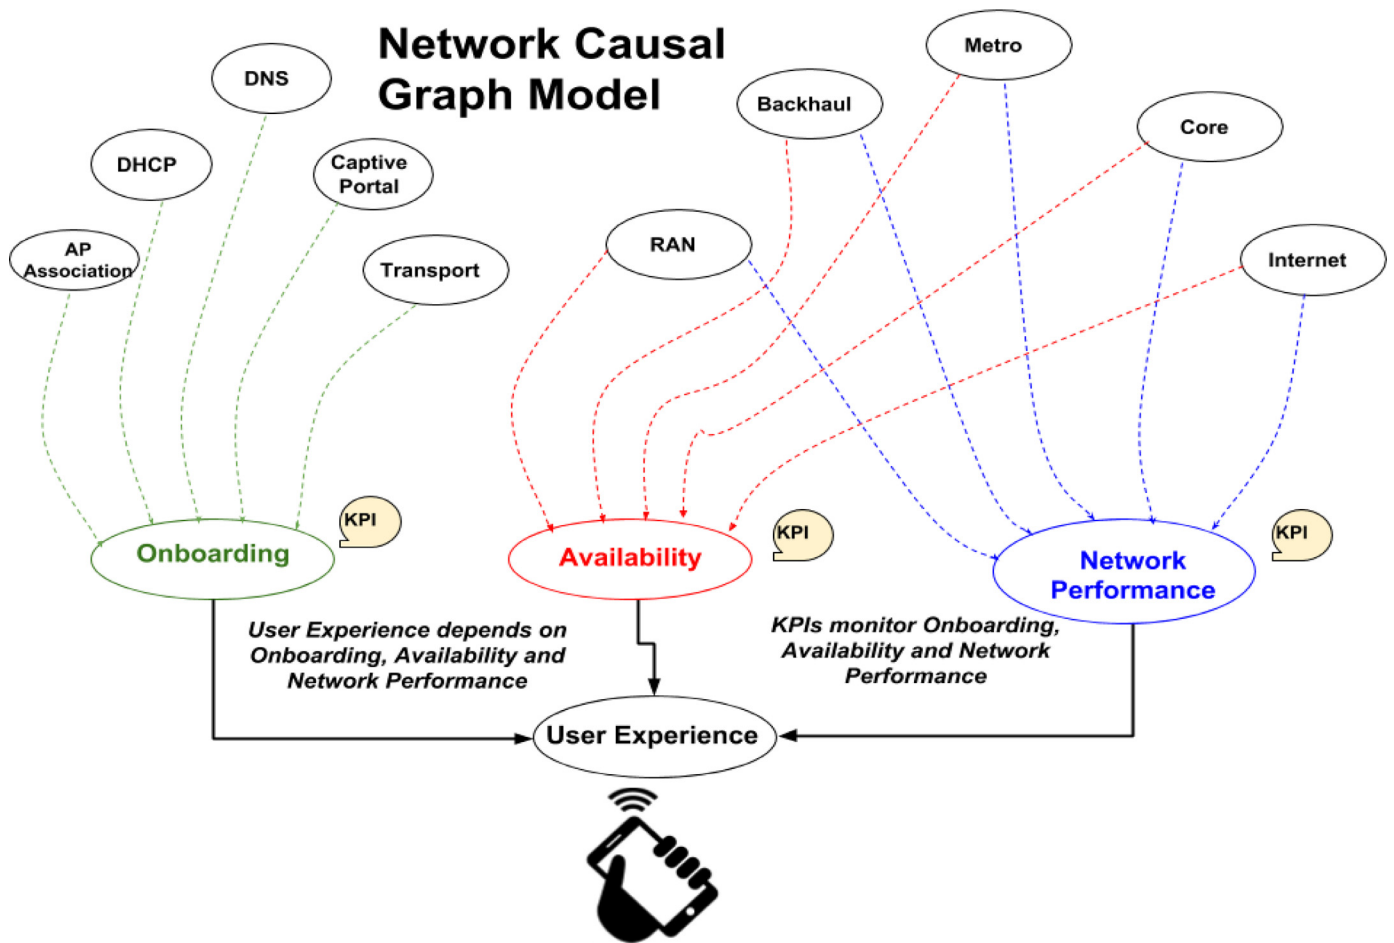 Network Causal
Graph Model
DNS
DHCP
Captive
Portal
AP
Association
Transport
Metro
Backhaul
Core
RAN
Internet
KPI
Onboarding
KPI
Availability
KPI
Network
Performance
User Experience depends on
Onboarding, Availability and
Network Performance
KPIs monitor Onboarding,
Availability and Network
Performance
User Experience